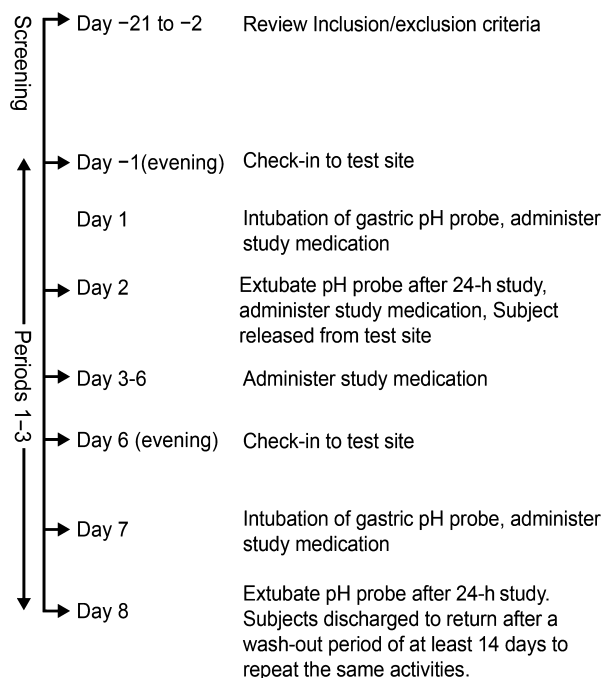 Screening
Day −21 to −2 Review Inclusion/exclusion criteria
Periods 1–3
Day −1(evening) Check-in to test site
Day 1 Intubation of gastric pH probe, administer
study medication
Day 2 Extubate pH probe after 24-h study,
administer study medication, Subject
released from test site
Day 3-6 Administer study medication
Day 6 (evening) Check-in to test site
Day 7 Intubation of gastric pH probe, administer
study medication
Day 8 Extubate pH probe after 24-h study.
Subjects discharged to return after a
wash-out period of at least 14 days to
repeat the same activities.